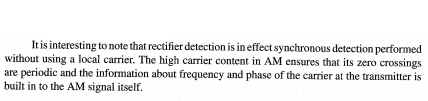 It is interesting to note that rectifier detection is in effect synchronous detection performed
without using a local carrier. The high carrier content in AM ensures that its zero crossings
are periodic and the information about frequency and phase of the carrier at the transmitter is
built in to the AM signal itself.